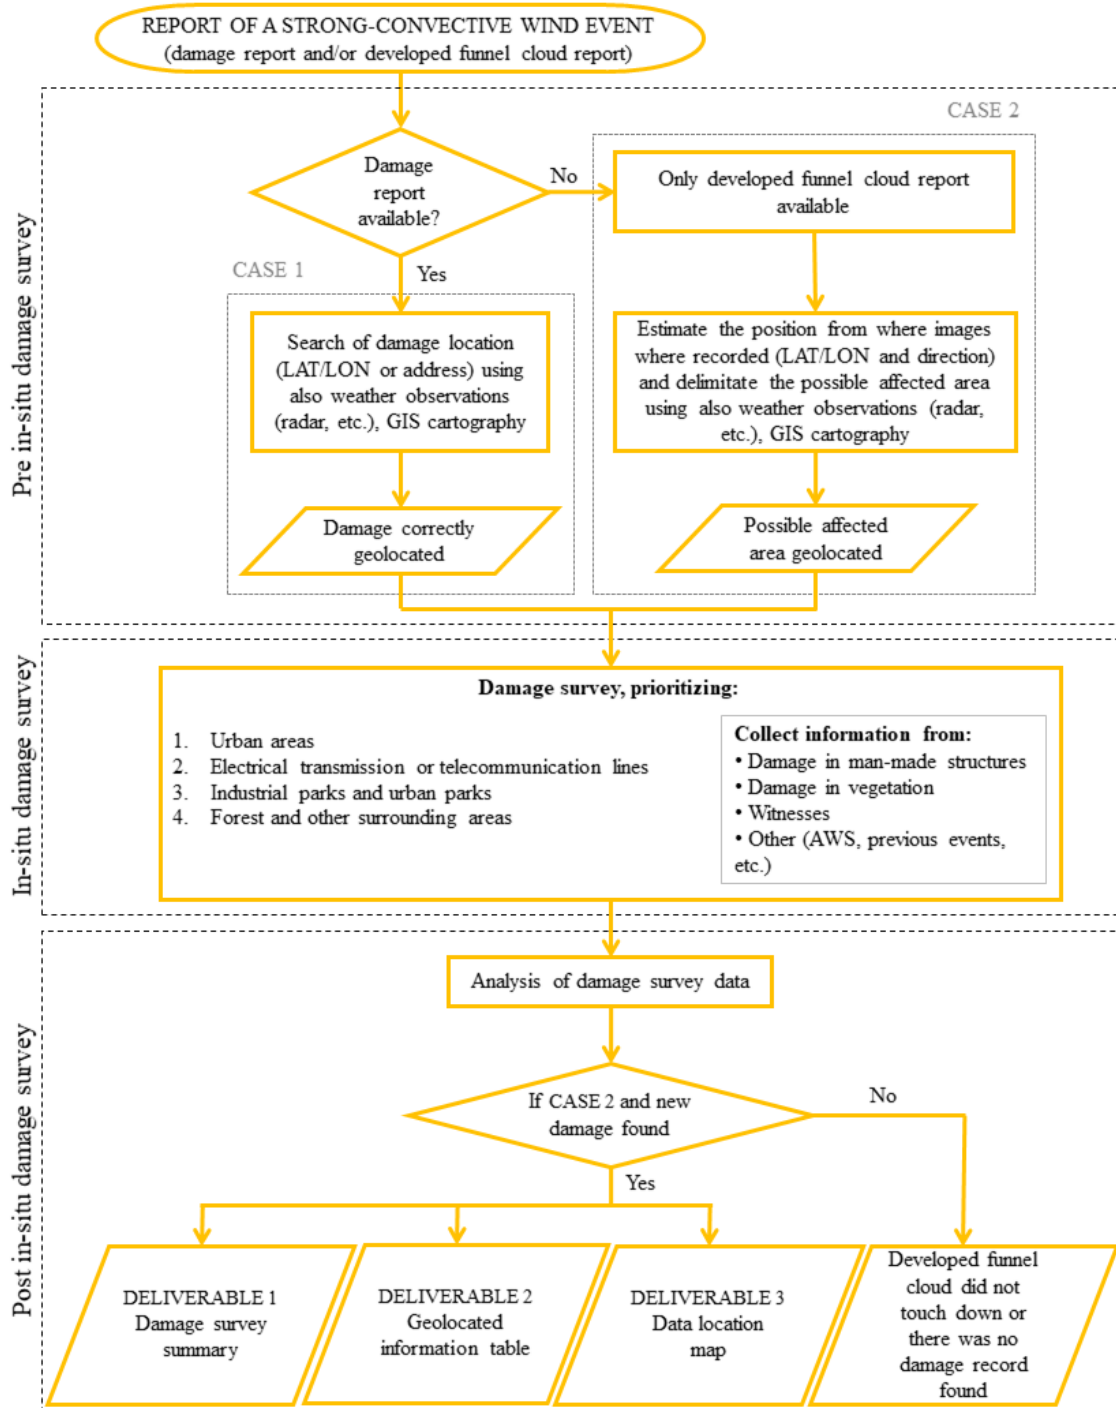 REPORT OF A STRONG-CONVECTIVE WIND EVENT
(damage report and/or developed funnel cloud report)
Pre in-situ damage survey
CASE 2
Damage
report
available?
No
Only developed funnel cloud report
available
CASE 1
Yes
Search of damage location
(LAT/LON or address) using
also weather observations
(radar, etc.), GIS cartography
Estimate the position from where images
where recorded (LAT/LON and direction)
and delimitate the possible affected area
using also weather observations (radar,
etc.), GIS cartography
Damage correctly
geolocated
Possible affected
area geolocated
In-situ damage survey
Damage survey, prioritizing:
1. Urban areas
2. Electrical transmission or telecommunication lines
3. Industrial parks and urban parks
4. Forest and other surrounding areas
Collect information from:
• Damage in man-made structures
• Damage in vegetation
• Witnesses
• Other (AWS, previous events,
etc.)
Post in-situ damage survey
Analysis of damage survey data
If CASE 2 and new
damage found
No
Yes
DELIVERABLE 1
Damage survey
summary
DELIVERABLE 2
Geolocated
information table
DELIVERABLE 3
Data location
map
Developed funnel
cloud did not
touch down or
there was no
damage record
found